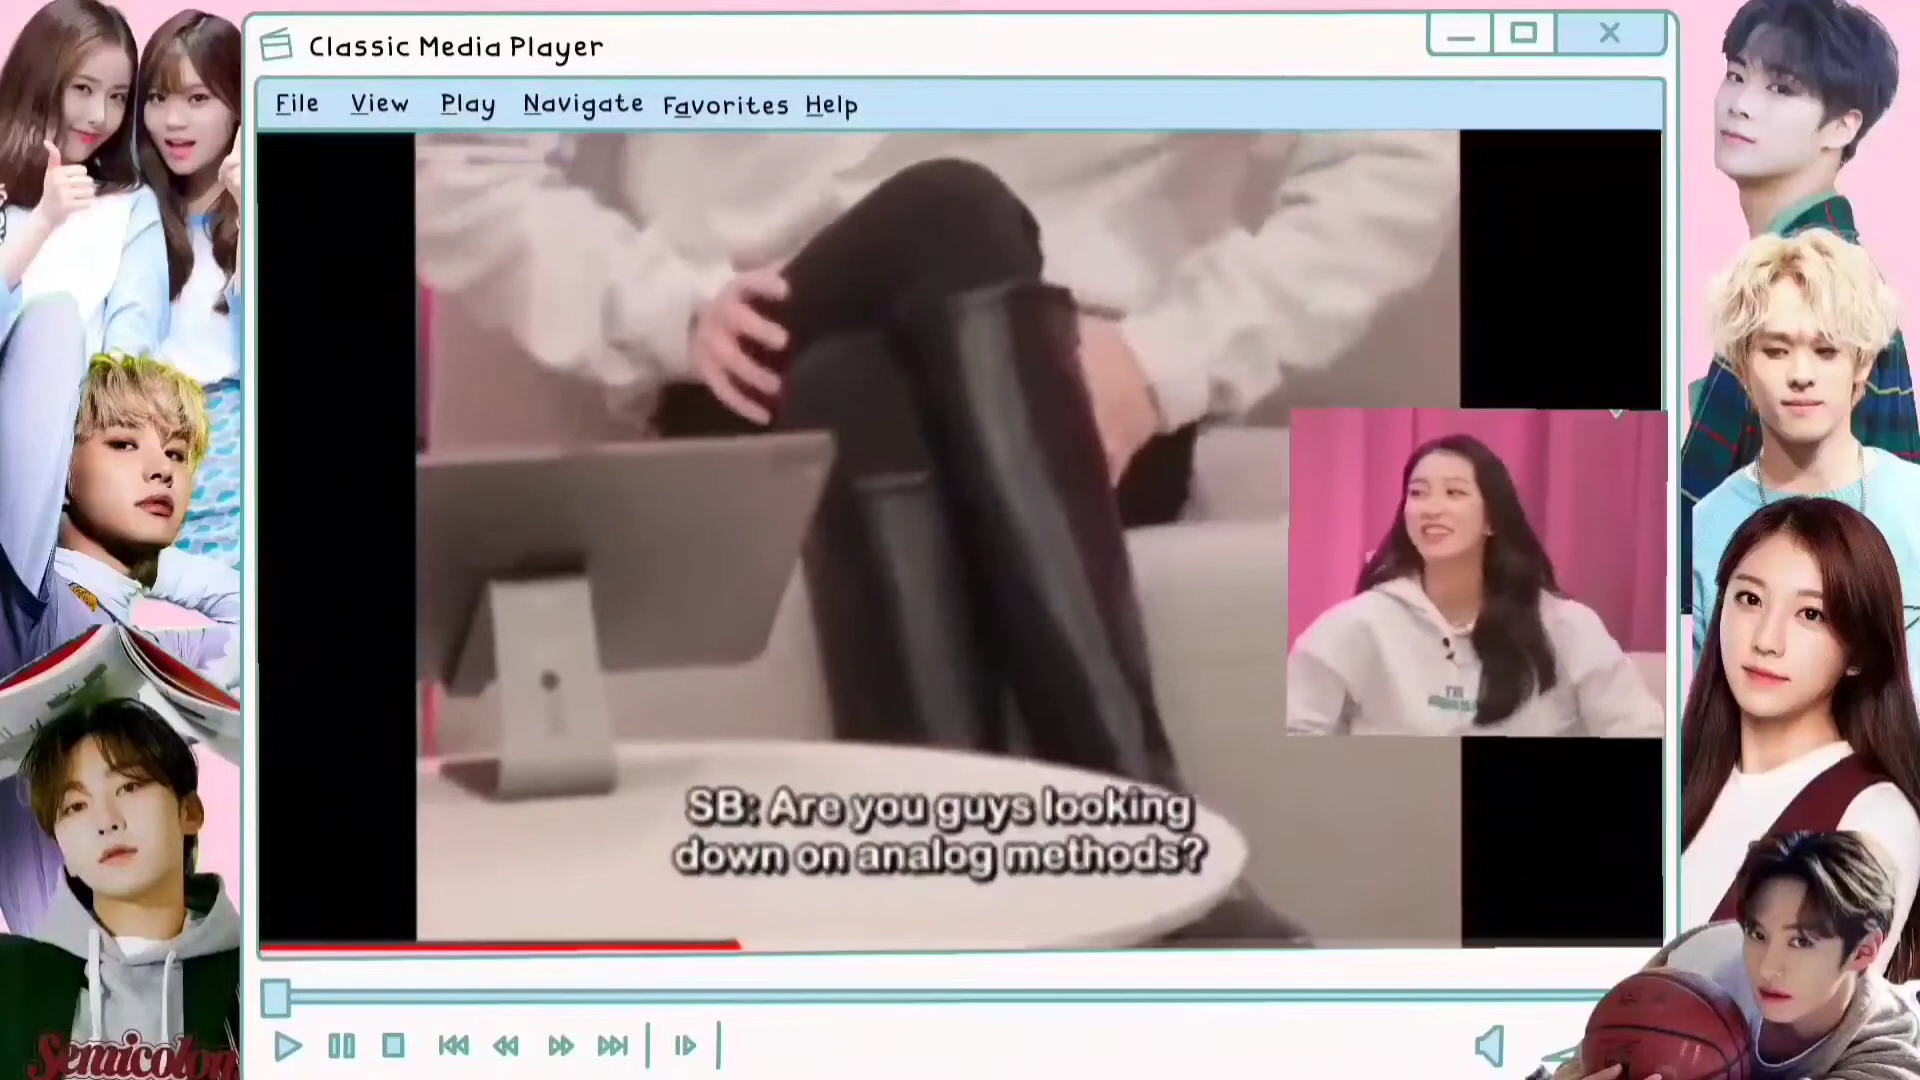 Classic Media Player
File View Play Navigate Favorites Help
SB: Are you guys looking
down on analog methods?
Semicolon